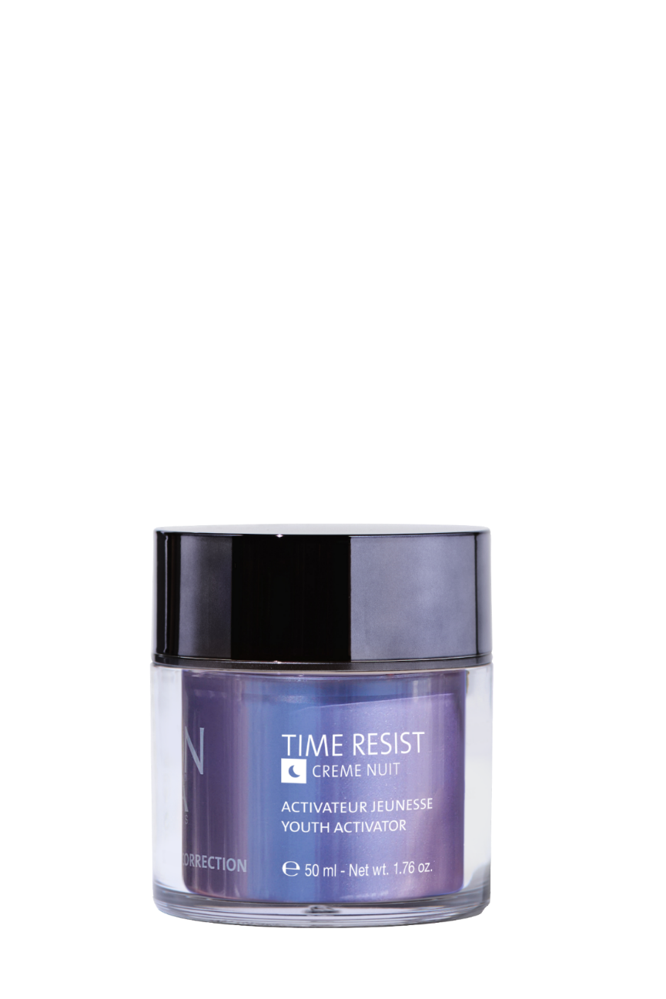 TIME RESIST
CREME NUIT
ACTIVATEUR JEUNESSE
YOUTH ACTIVATOR
℮ 50 ml - Net wt. 1.76 oz.